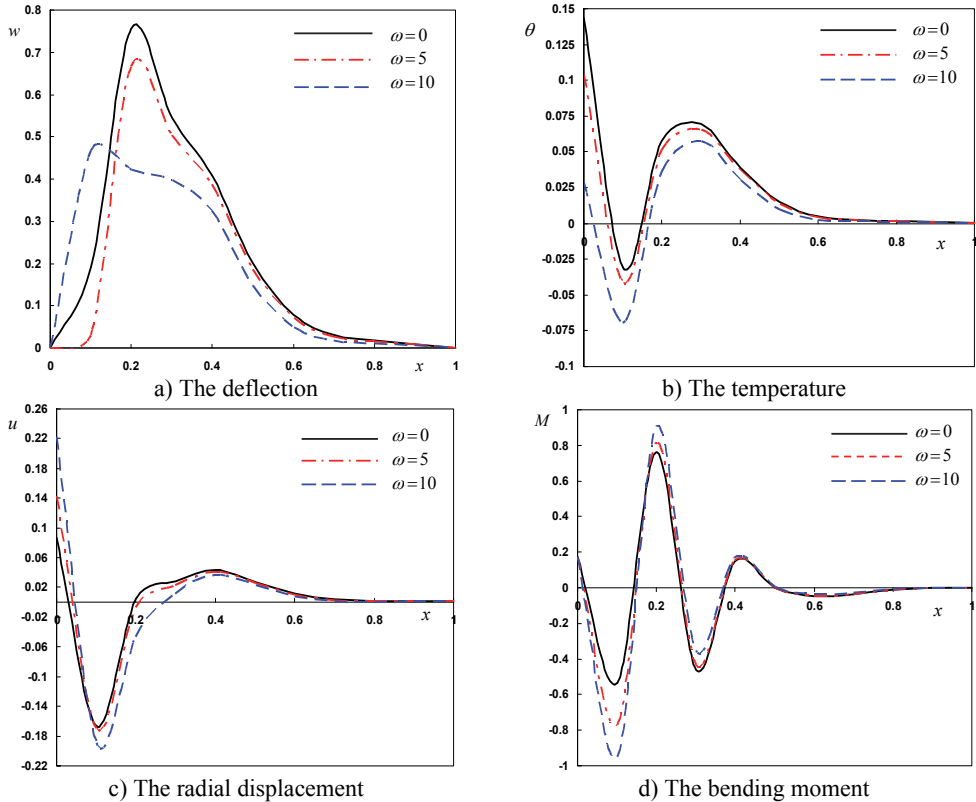 w
0.8
0.7
0.6
0.5
0.4
0.3
0.2
0.1
0
0 0.2 0.4 0.6 0.8 x 1
ω=0
ω=5
ω=10
a) The deflection
θ
0.15
0.125
0.1
0.075
0.05
0.025
0
-0.025
-0.05
-0.075
-0.1
0 0.2 0.4 0.6 0.8 x 1
ω=0
ω=5
ω=10
b) The temperature
u
0.26
0.22
0.18
0.14
0.1
0.06
0.02
-0.02
-0.06
-0.1
-0.14
-0.18
-0.22
0 0.2 0.4 0.6 0.8 x 1
ω=0
ω=5
ω=10
c) The radial displacement
M
1
0.8
0.6
0.4
0.2
0
-0.2
-0.4
-0.6
-0.8
-1
0 0.2 0.4 0.6 0.8 x 1
ω=0
ω=5
ω=10
d) The bending moment